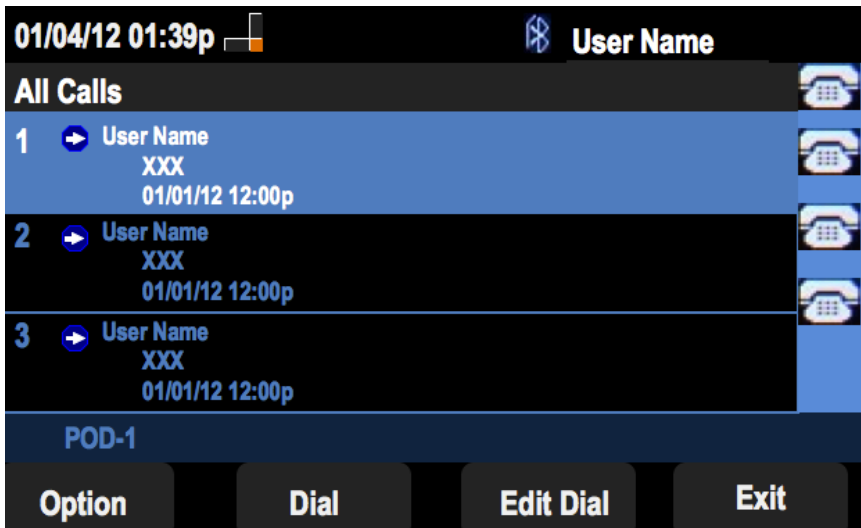 01/04/12 01:39p User Name
All Calls
1 User Name
XXX
01/01/12 12:00p
2 User Name
XXX
01/01/12 12:00p
3 User Name
XXX
01/01/12 12:00p
POD-1
Option Dial Edit Dial Exit